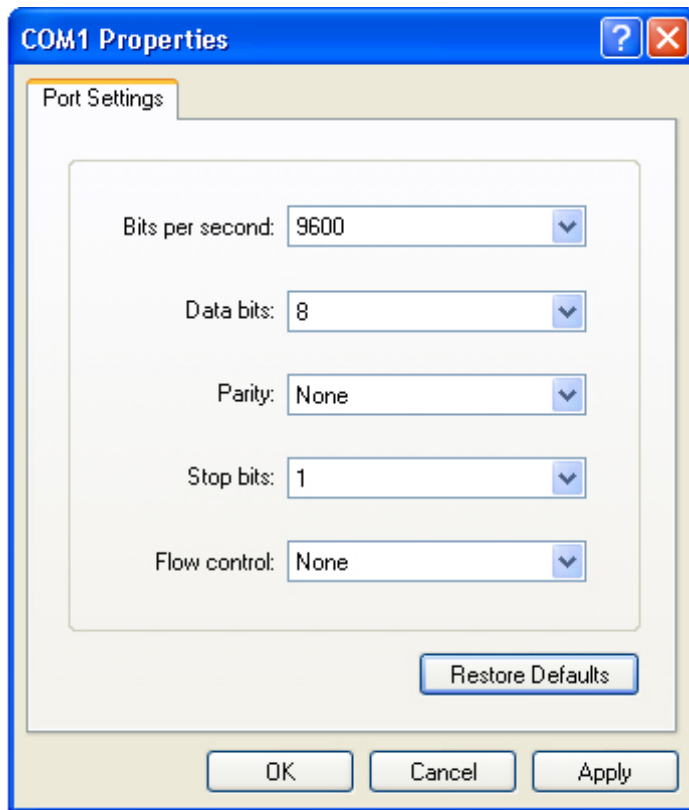 COM1 Properties
Port Settings
Bits per second: 9600
Data bits: 8
Parity: None
Stop bits: 1
Flow control: None
Restore Defaults
OK Cancel Apply